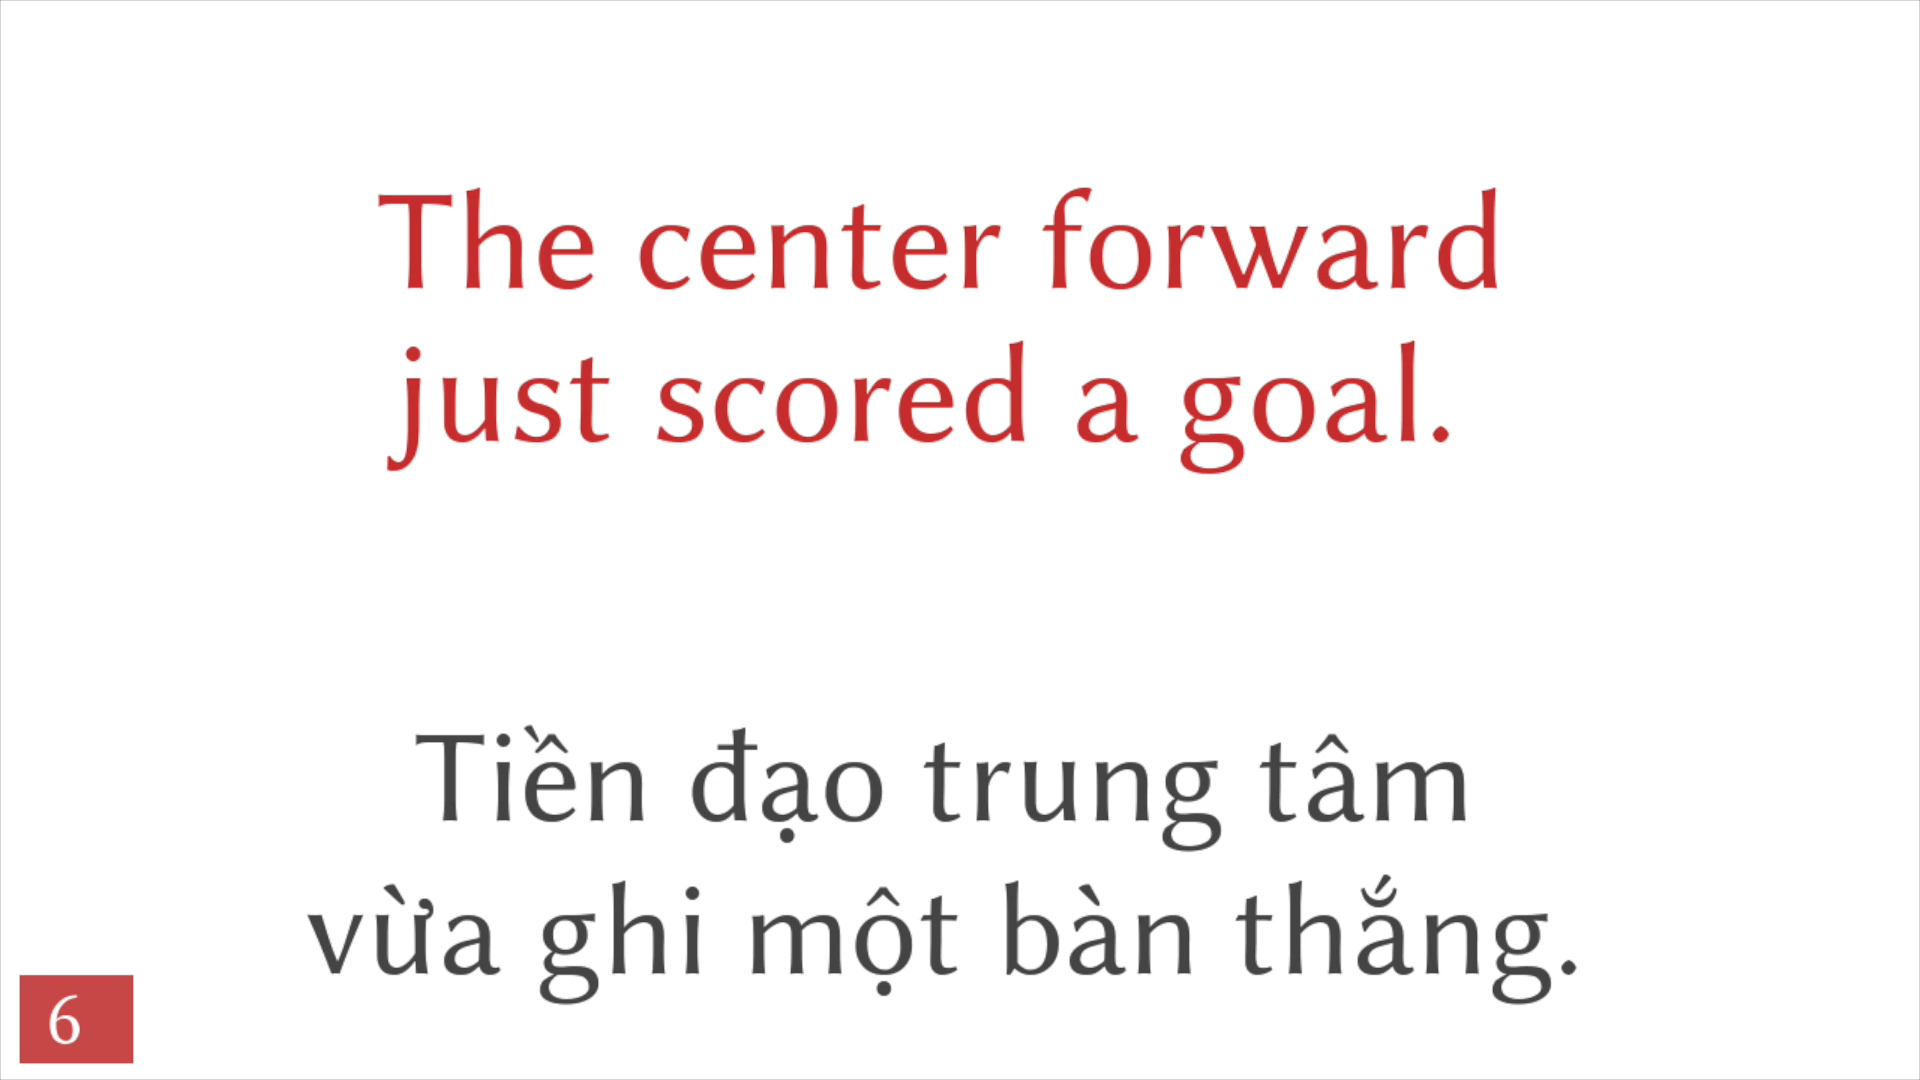 The center forward
just scored a goal.
Tiền đạo trung tâm
vừa ghi một bàn thắng.
6